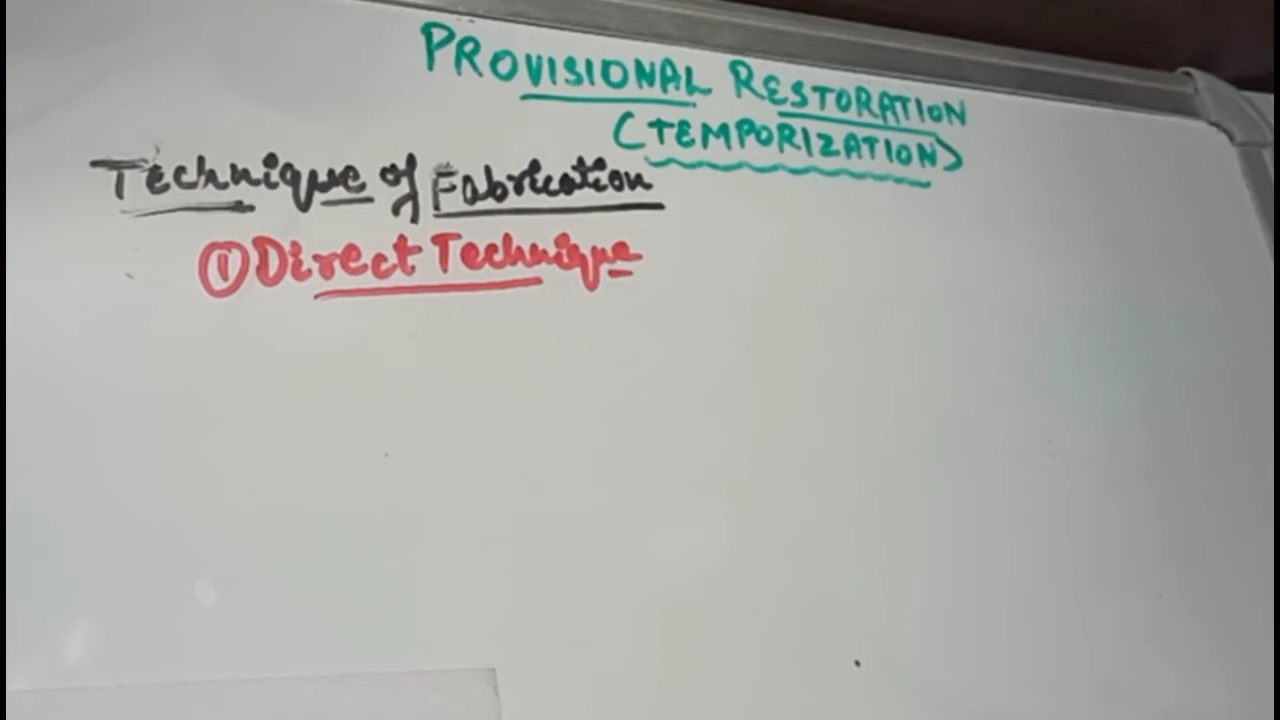 PROVISIONAL RESTORATION
(TEMPORIZATION)
Technique of Fabrication
① Direct Technique